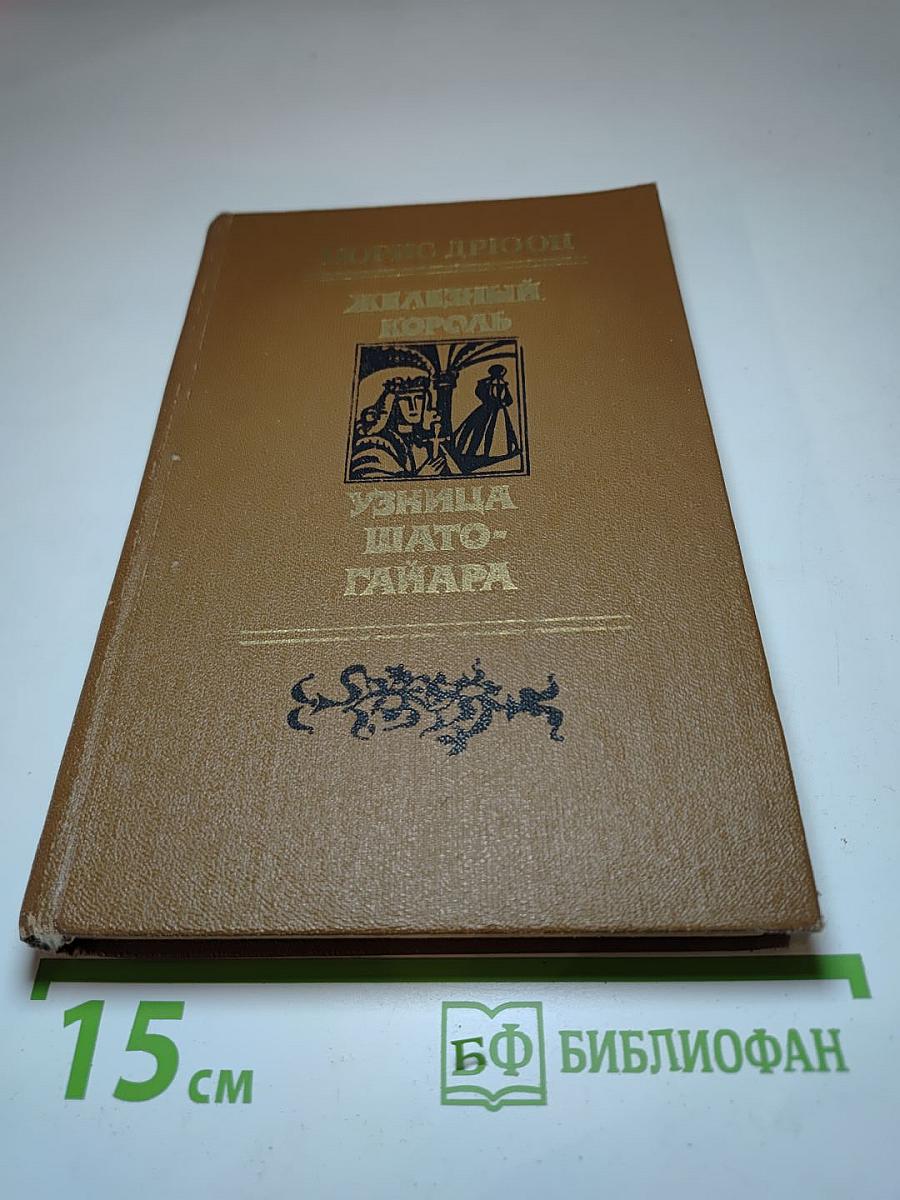 МОРИС ДРЮОН
ЖЕЛЕЗНЫЙ
КОРОЛЬ
УЗНИЦА
ШАТО-
ГАЙАРА
15 см
БФ БИБЛИОФАН